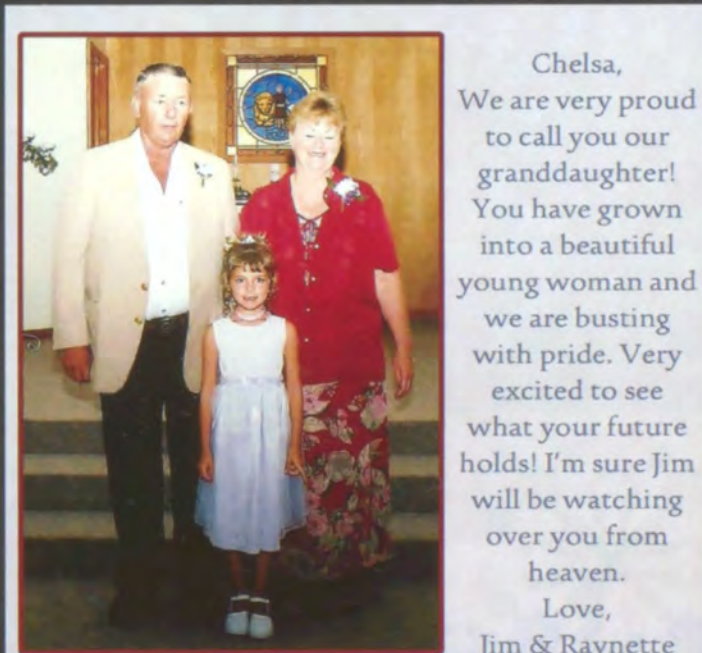 Chelsa,
We are very proud
to call you our
granddaughter!
You have grown
into a beautiful
young woman and
we are busting
with pride. Very
excited to see
what your future
holds! I'm sure Jim
will be watching
over you from
heaven.
Love,
Jim & Raynette